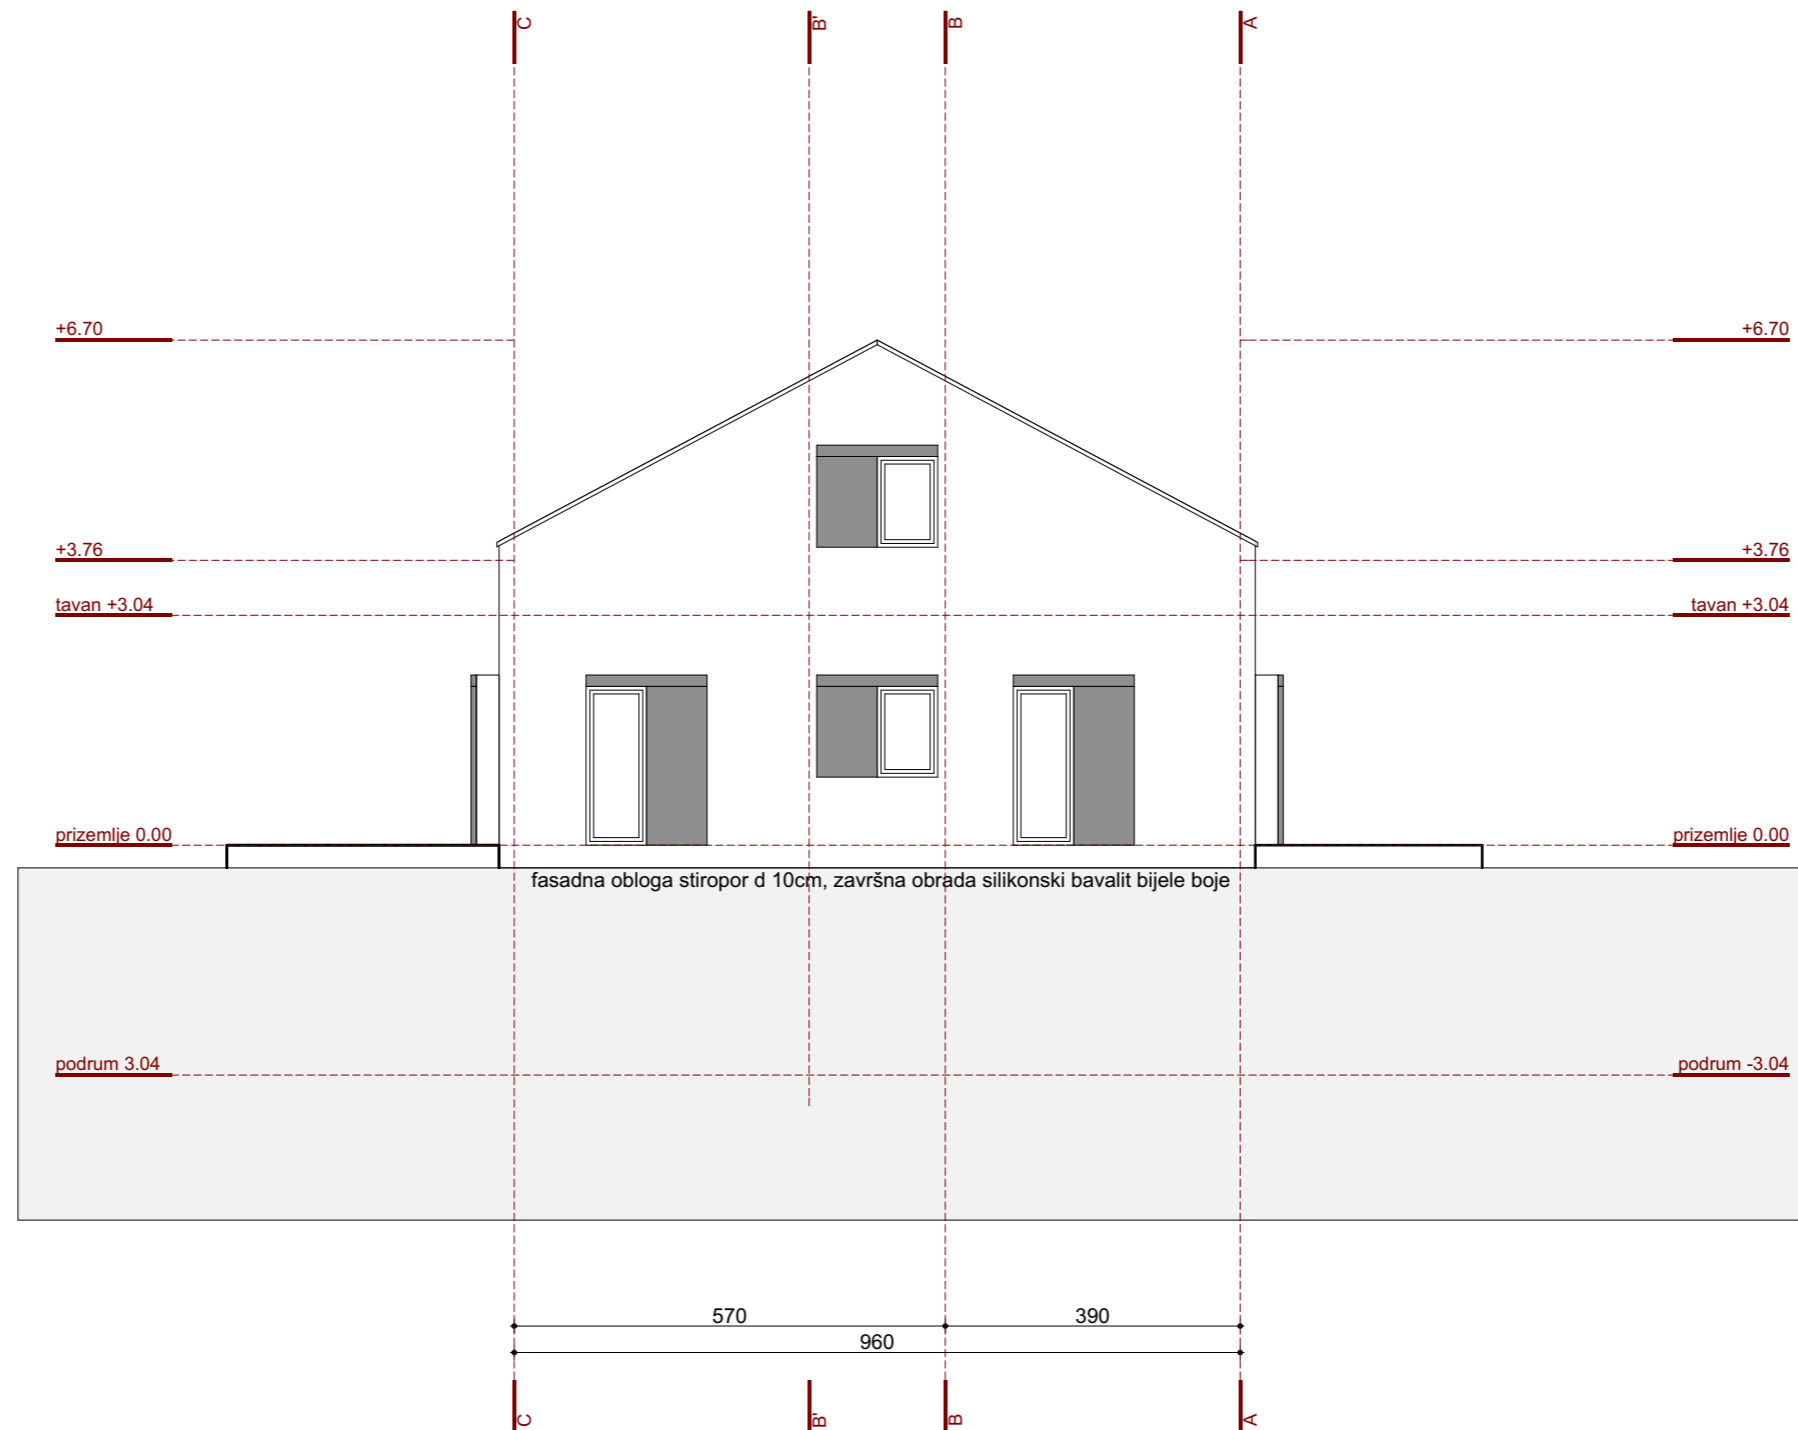 C
B'
B
A
+6.70
+6.70
+3.76
+3.76
tavan +3.04
tavan +3.04
prizemlje 0.00
prizemlje 0.00
fasadna obloga stiropor d 10cm, završna obrada silikonski bavalit bijele boje
podrum 3.04
podrum -3.04
570
390
960
C
B'
B
A